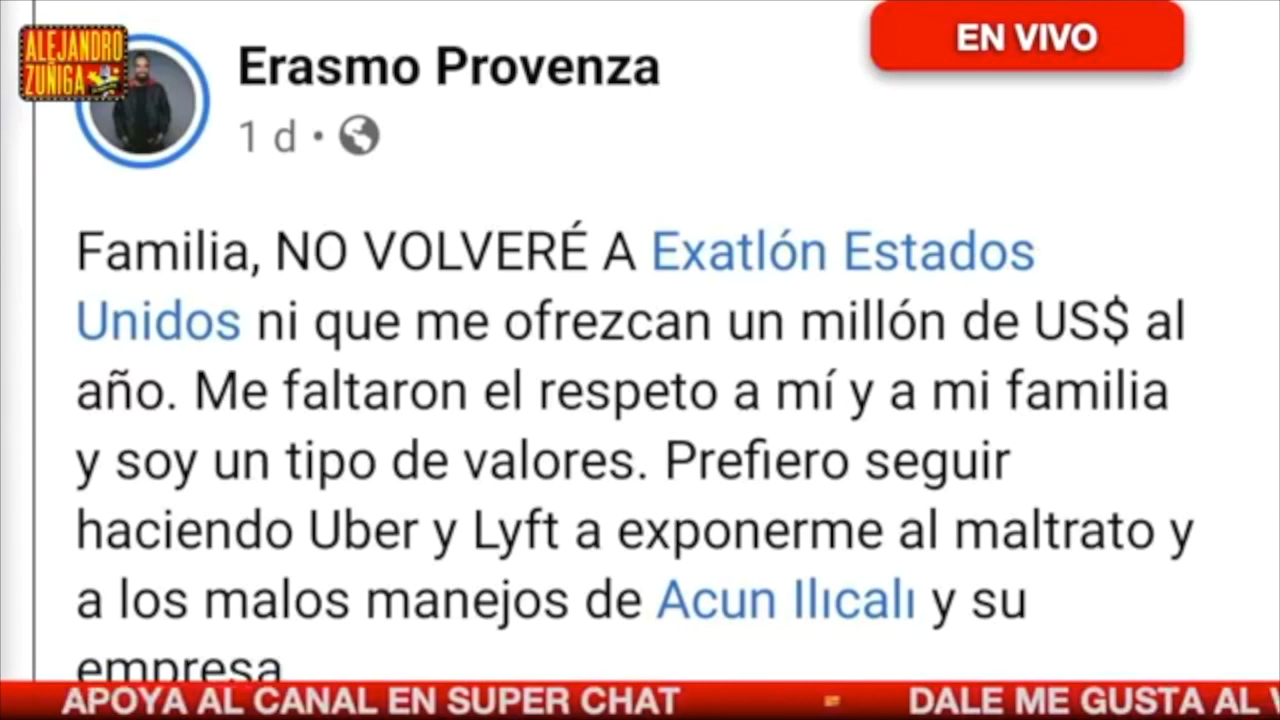 ALEJANDRO
ZUÑIGA
EN VIVO
Erasmo Provenza
1 d •
Familia, NO VOLVERÉ A Exatlón Estados
Unidos ni que me ofrezcan un millón de US$ al
año. Me faltaron el respeto a mí y a mi familia
y soy un tipo de valores. Prefiero seguir
haciendo Uber y Lyft a exponerme al maltrato y
a los malos manejos de Acun Ilıcalı y su
empresa
APOYA AL CANAL EN SUPER CHAT
DALE ME GUSTA AL